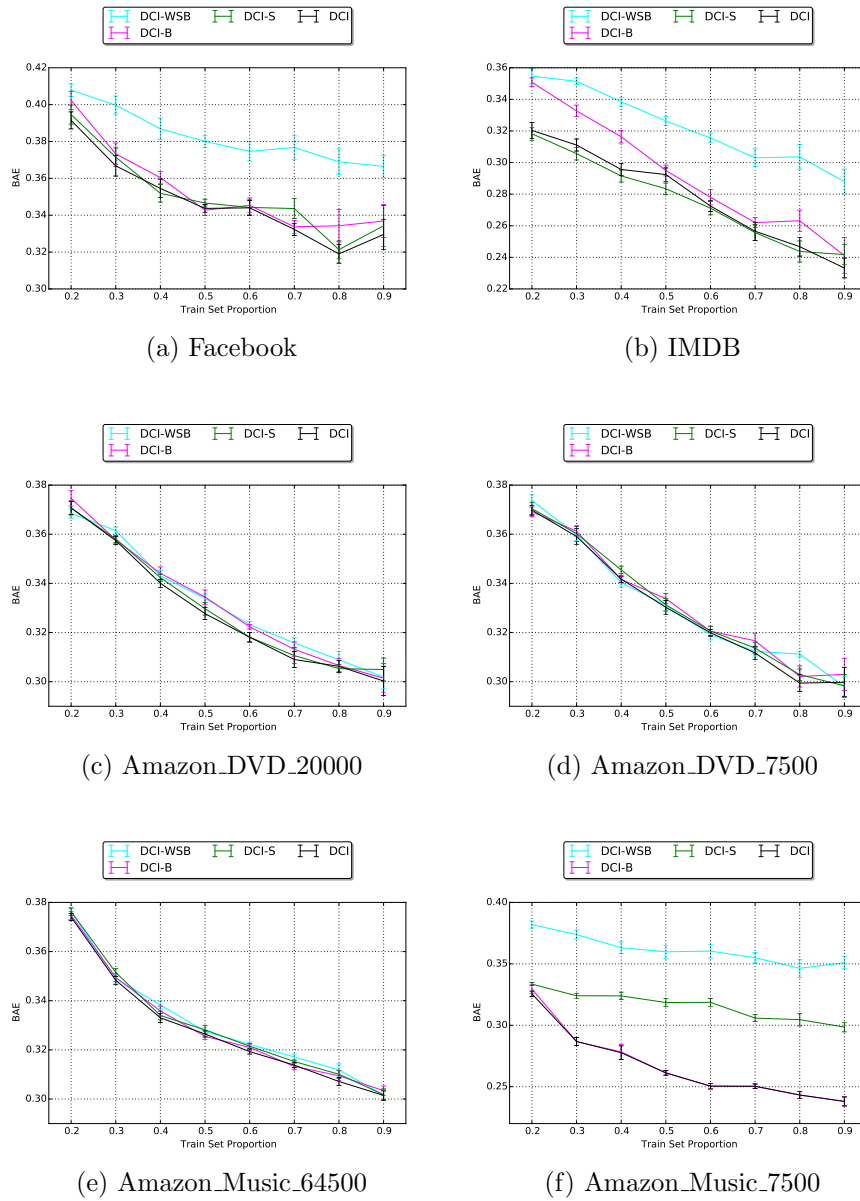 DCI-WSB DCI-S DCI
DCI-B
0.42
0.40
0.38
0.36
0.34
0.32
0.30
BAE
0.2 0.3 0.4 0.5 0.6 0.7 0.8 0.9
Train Set Proportion
(a) Facebook
DCI-WSB DCI-S DCI
DCI-B
0.36
0.34
0.32
0.30
0.28
0.26
0.24
0.22
BAE
0.2 0.3 0.4 0.5 0.6 0.7 0.8 0.9
Train Set Proportion
(b) IMDB
DCI-WSB DCI-S DCI
DCI-B
0.38
0.36
0.34
0.32
0.30
BAE
0.2 0.3 0.4 0.5 0.6 0.7 0.8 0.9
Train Set Proportion
(c) Amazon_DVD_20000
DCI-WSB DCI-S DCI
DCI-B
0.38
0.36
0.34
0.32
0.30
BAE
0.2 0.3 0.4 0.5 0.6 0.7 0.8 0.9
Train Set Proportion
(d) Amazon_DVD_7500
DCI-WSB DCI-S DCI
DCI-B
0.38
0.36
0.34
0.32
0.30
BAE
0.2 0.3 0.4 0.5 0.6 0.7 0.8 0.9
Train Set Proportion
(e) Amazon_Music_64500
DCI-WSB DCI-S DCI
DCI-B
0.40
0.35
0.30
0.25
BAE
0.2 0.3 0.4 0.5 0.6 0.7 0.8 0.9
Train Set Proportion
(f) Amazon_Music_7500